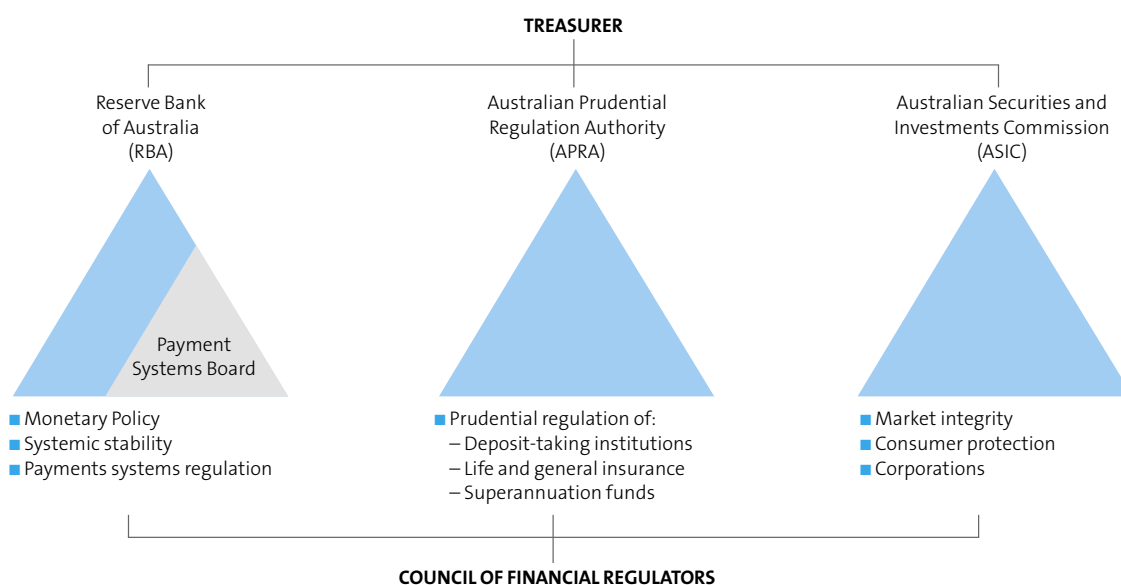 TREASURER
Reserve Bank
of Australia
(RBA)
Australian Prudential
Regulation Authority
(APRA)
Australian Securities and
Investments Commission
(ASIC)
Payment
Systems Board
■ Monetary Policy
■ Systemic stability
■ Payments systems regulation
■ Prudential regulation of:
– Deposit-taking institutions
– Life and general insurance
– Superannuation funds
■ Market integrity
■ Consumer protection
■ Corporations
COUNCIL OF FINANCIAL REGULATORS